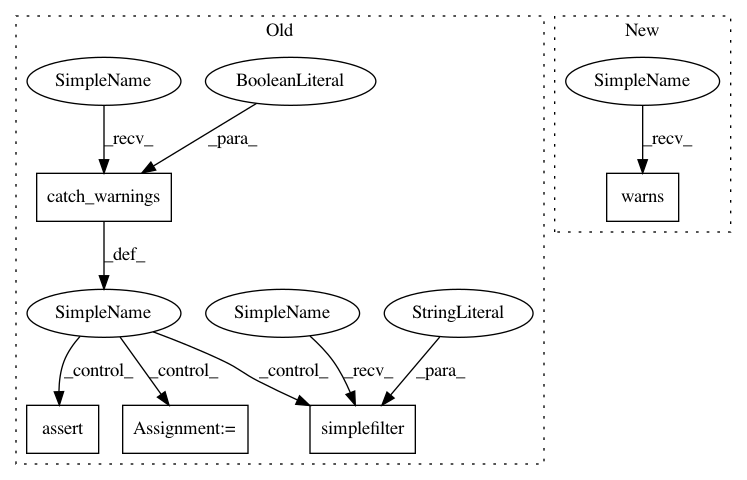 Old
New
SimpleName
BooleanLiteral
SimpleName
_recv_
_para_
_recv_
catch_warnings
warns
_def_
SimpleName
SimpleName
StringLiteral
_control_
_control_
_control_
_recv_
_para_
assert
Assignment:=
simplefilter